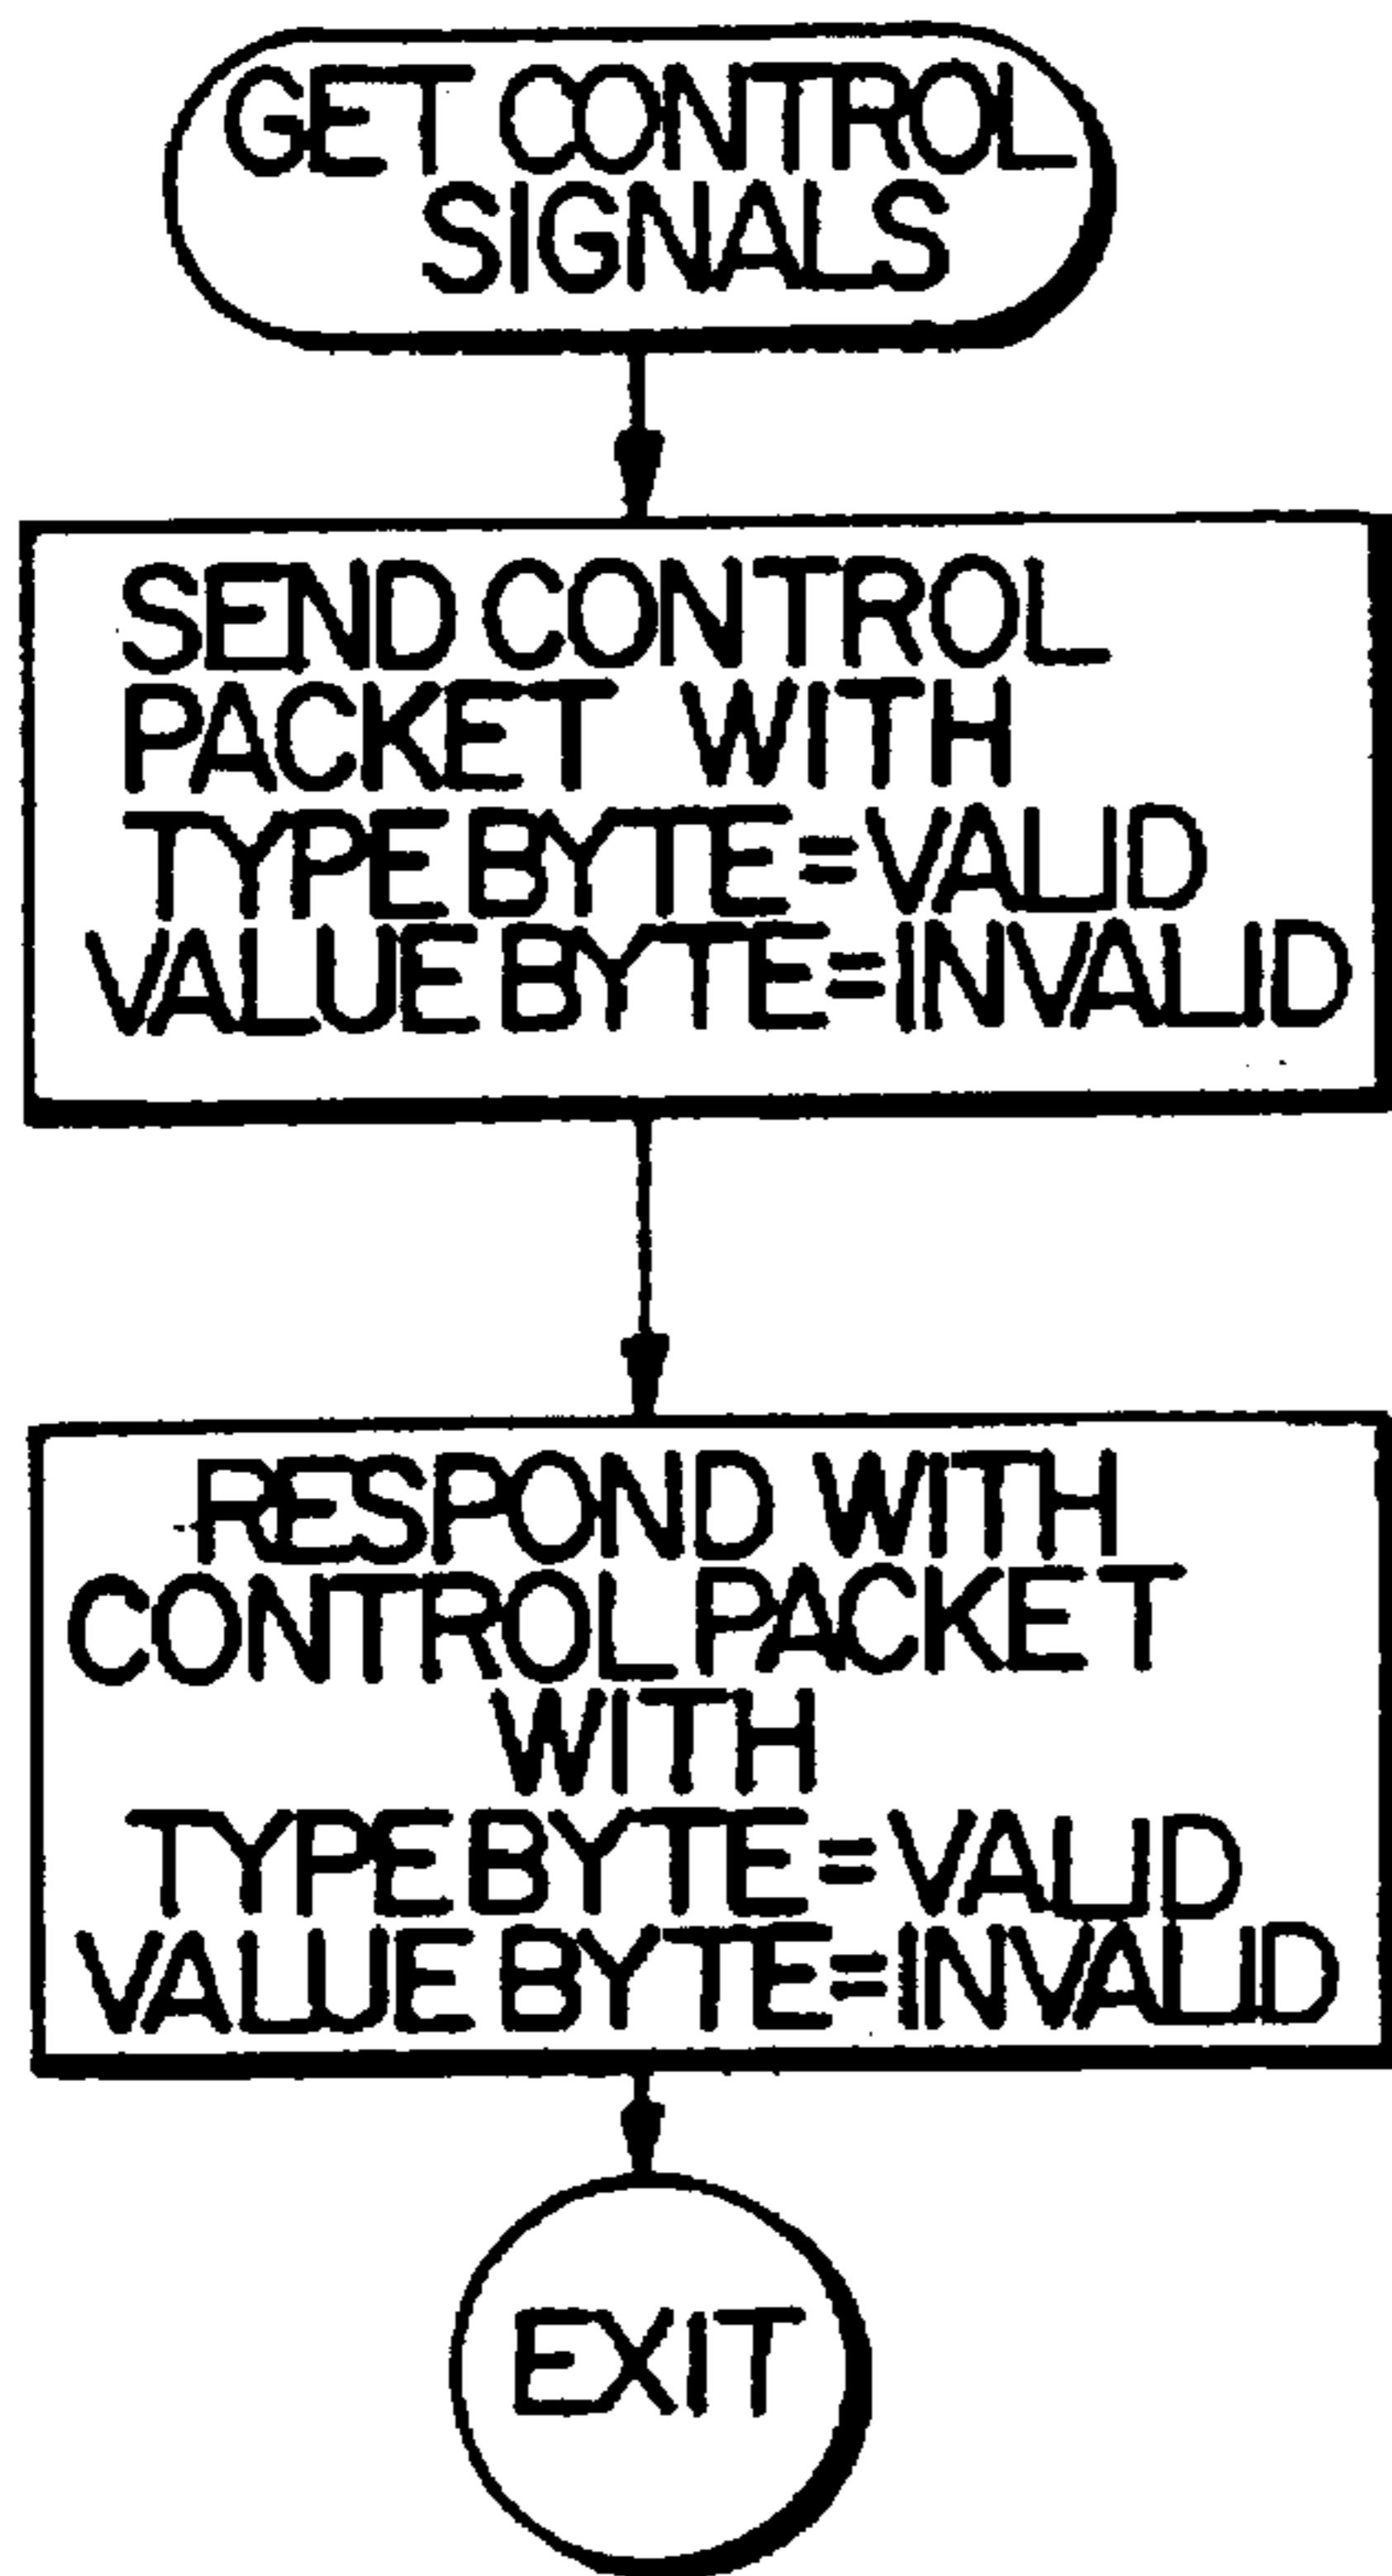 GET CONTROL
SIGNALS
SEND CONTROL
PACKET WITH
TYPE BYTE=VALID
VALUE BYTE=INVALID
RESPOND WITH
CONTROL PACKET
WITH
TYPE BYTE=VALID
VALUE BYTE=INVALID
EXIT